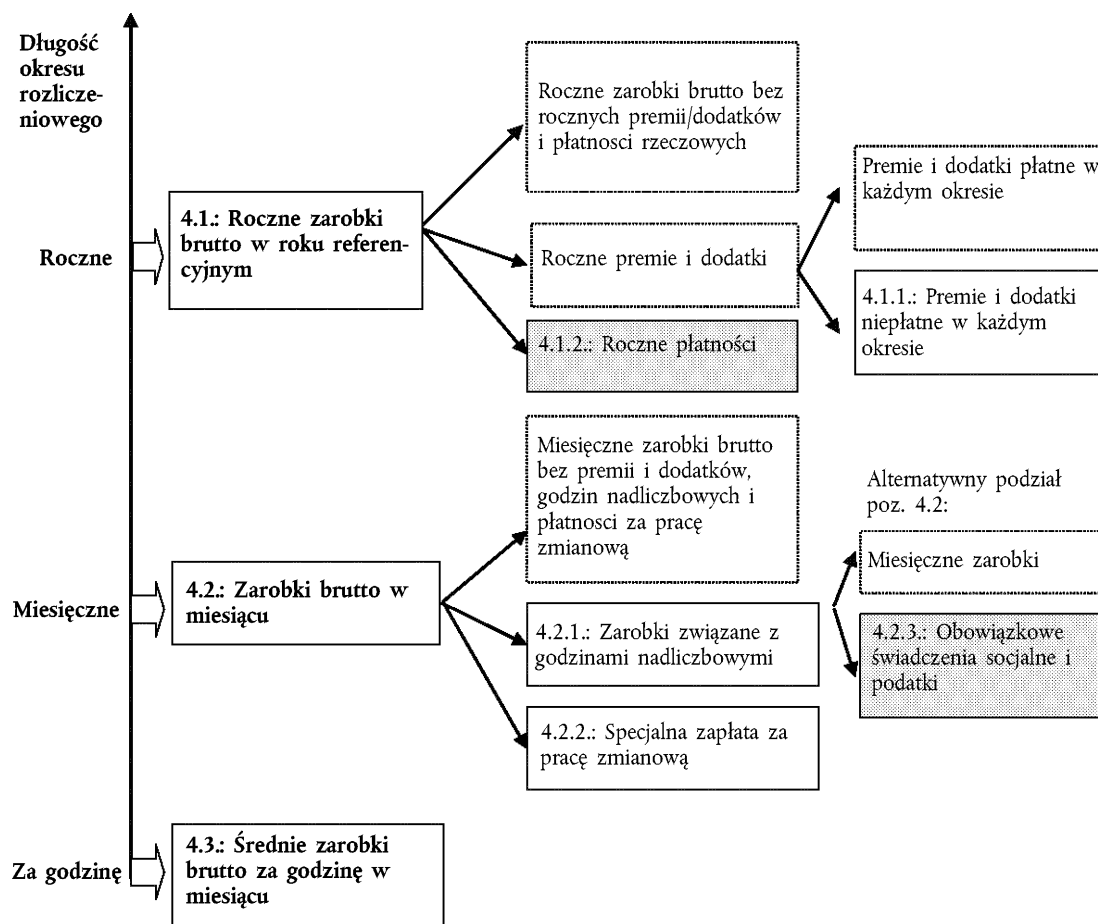 Długość
okresu
rozlicze-
niowego
Roczne
4.1.: Roczne zarobki
brutto w roku referen-
cyjnym
Roczne zarobki brutto bez
rocznych premii/dodatków
i płatnosci rzeczowych
Roczne premie i dodatki
4.1.2.: Roczne płatności
Premie i dodatki płatne w
każdym okresie
4.1.1.: Premie i dodatki
niepłatne w każdym
okresie
Miesięczne
4.2.: Zarobki brutto w
miesiącu
Miesięczne zarobki brutto
bez premii i dodatków,
godzin nadliczbowych i
płatnosci za pracę
zmianową
4.2.1.: Zarobki związane z
godzinami nadliczbowymi
4.2.2.: Specjalna zapłata za
pracę zmianową
Alternatywny podział
poz. 4.2:
Miesięczne zarobki
4.2.3.: Obowiązkowe
świadczenia socjalne i
podatki
Za godzinę
4.3.: Średnie zarobki
brutto za godzinę w
miesiącu